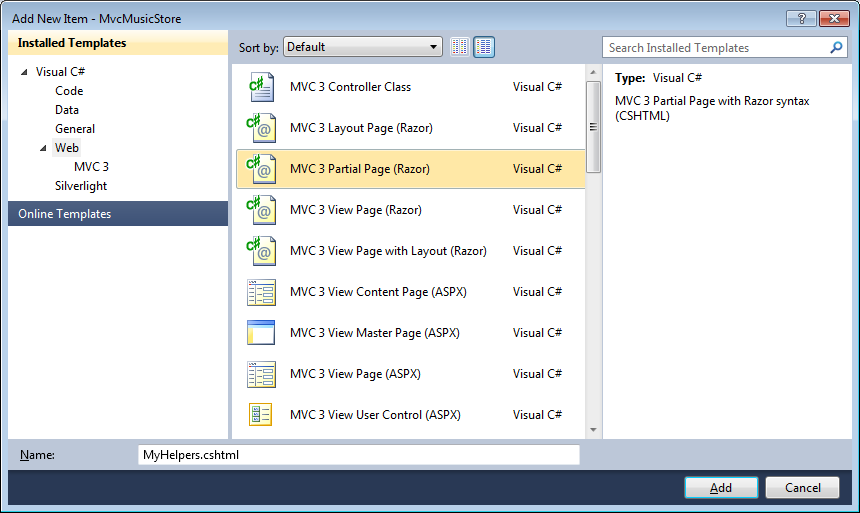 Add New Item - MvcMusicStore
Installed Templates
Visual C#
Code
Data
General
Web
MVC 3
Silverlight
Online Templates
Sort by: Default
Search Installed Templates
MVC 3 Controller Class Visual C#
MVC 3 Layout Page (Razor) Visual C#
MVC 3 Partial Page (Razor) Visual C#
MVC 3 View Page (Razor) Visual C#
MVC 3 View Page with Layout (Razor) Visual C#
MVC 3 View Content Page (ASPX) Visual C#
MVC 3 View Master Page (ASPX) Visual C#
MVC 3 View Page (ASPX) Visual C#
MVC 3 View User Control (ASPX) Visual C#
Type: Visual C#
MVC 3 Partial Page with Razor syntax
(CSHTML)
Name: MyHelpers.cshtml
Add Cancel